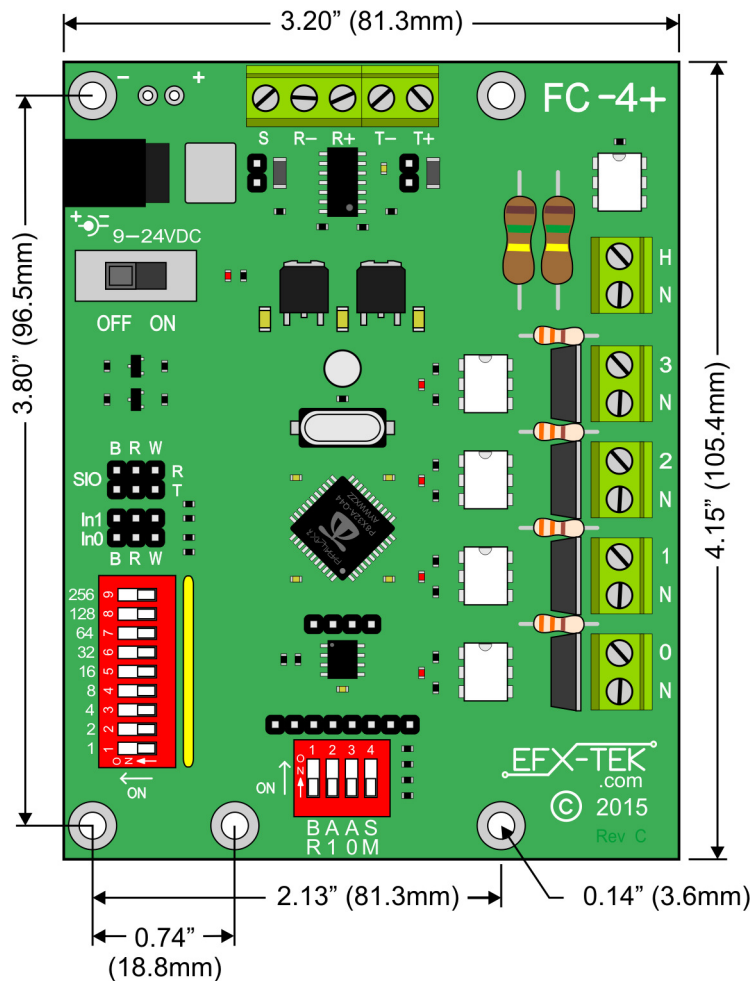 3.20” (81.3mm)
- +
FC-4+
S R- R+ T- T+
+ -
9-24VDC
OFF ON
H
N
3
N
2
N
1
N
0
N
3.80” (96.5mm)
4.15” (105.4mm)
B R W
SIO
R
T
In1
In0
B R W
P8X32A-Q44
256 9
128 8
64 7
32 6
16 5
8 4
4 3
2 2
1 1
ON
ON
1 2 3 4
ON
ON
B A A S
R 1 0 M
EFX-TEK
.com
© 2015
Rev C
2.13” (81.3mm)
0.14” (3.6mm)
0.74”
(18.8mm)